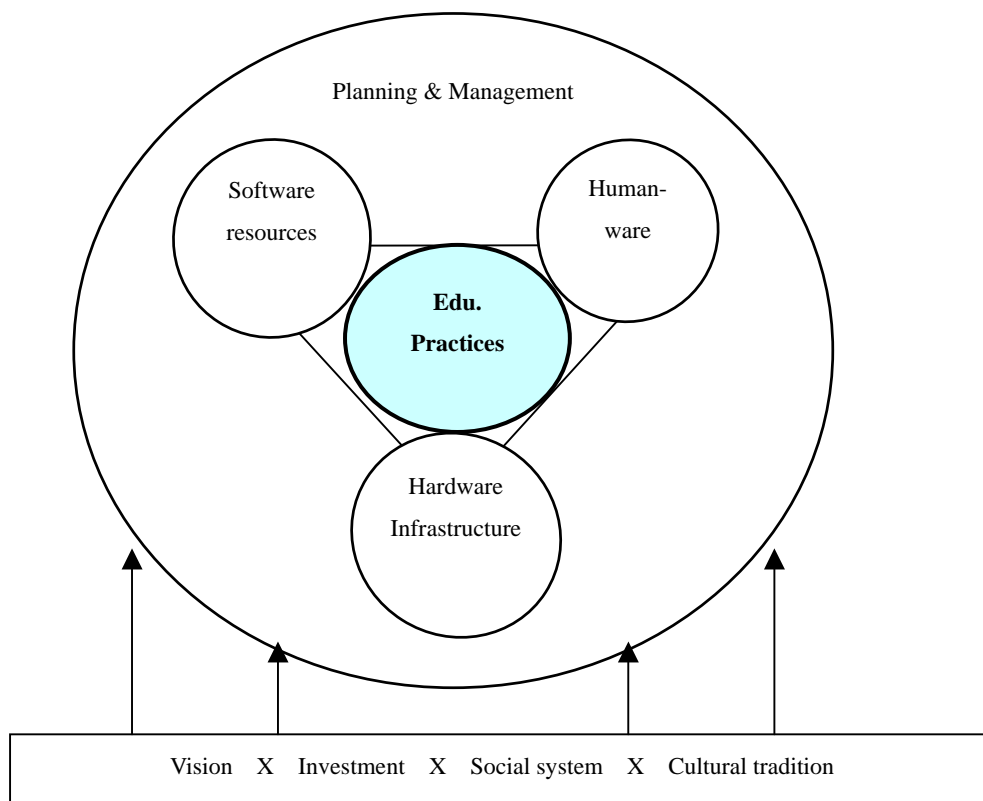 Planning & Management
Software
resources
Human-
ware
Edu.
Practices
Hardware
Infrastructure
Vision X Investment X Social system X Cultural tradition